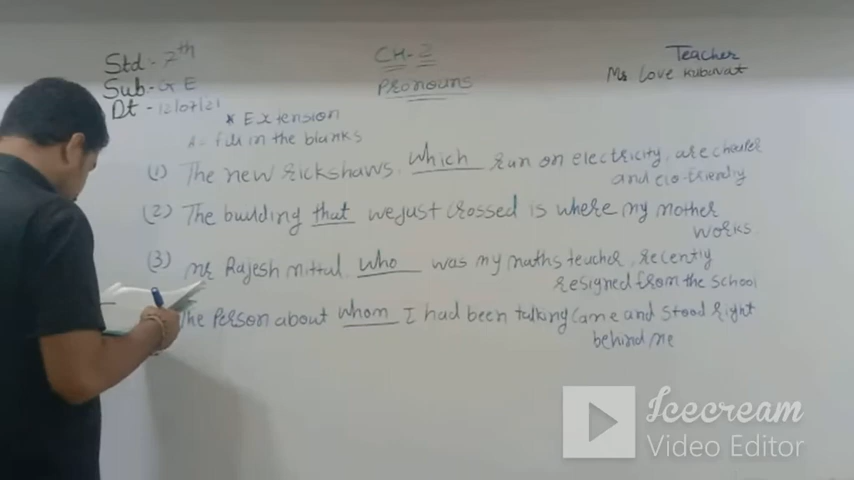 Std:- 7th
CH-2
Teacher
Sub-G E
Pronouns
Ms Love Kubavat
Dt - 12/07/21
* Extension
A = fill in the blanks
(1) The new rickshaws, which run on electricity, are cheaper
and eco-friendly
(2) The building that we just crossed is where my mother
works.
(3) Mr Rajesh Mittal, who was my maths teacher, recently
resigned from the school
The Person about whom I had been talking came and stood right
behind me
Icecream
Video Editor